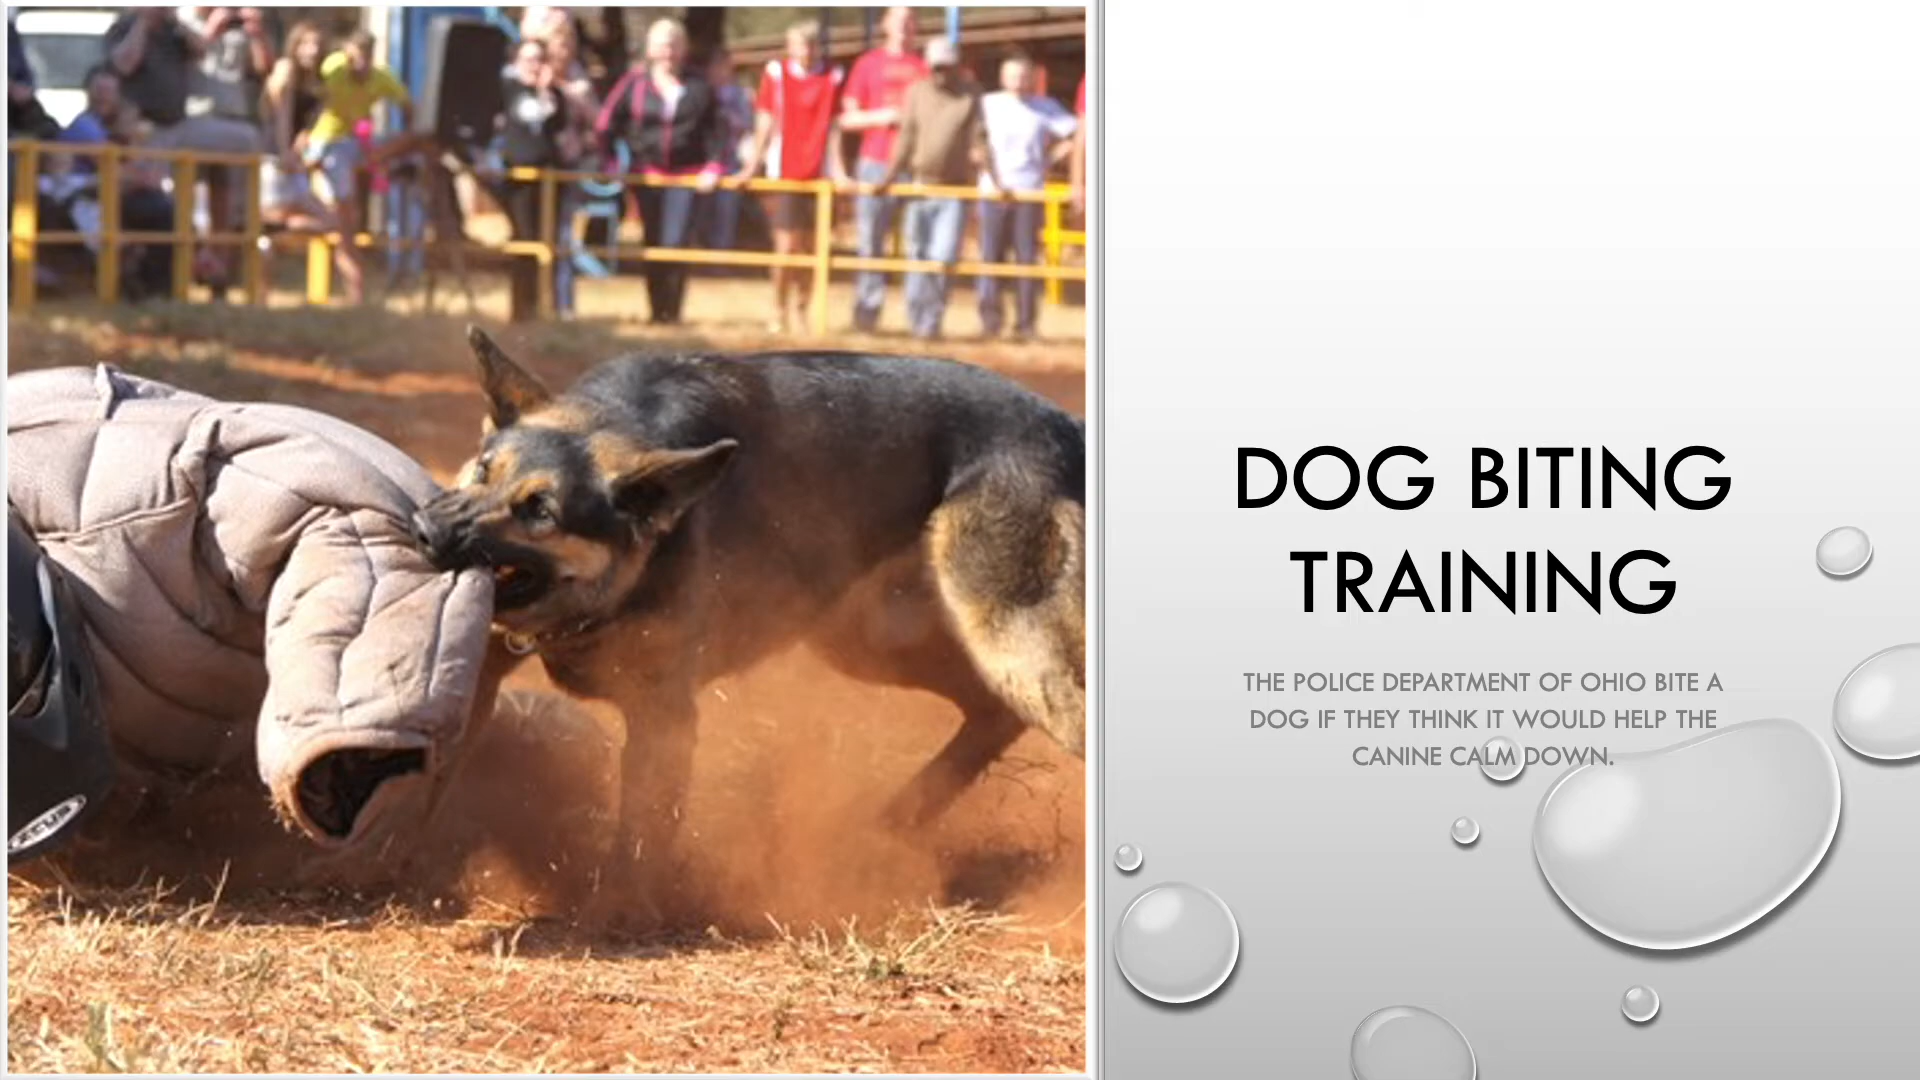 DOG BITING
TRAINING
THE POLICE DEPARTMENT OF OHIO BITE A
DOG IF THEY THINK IT WOULD HELP THE
CANINE CALM DOWN.